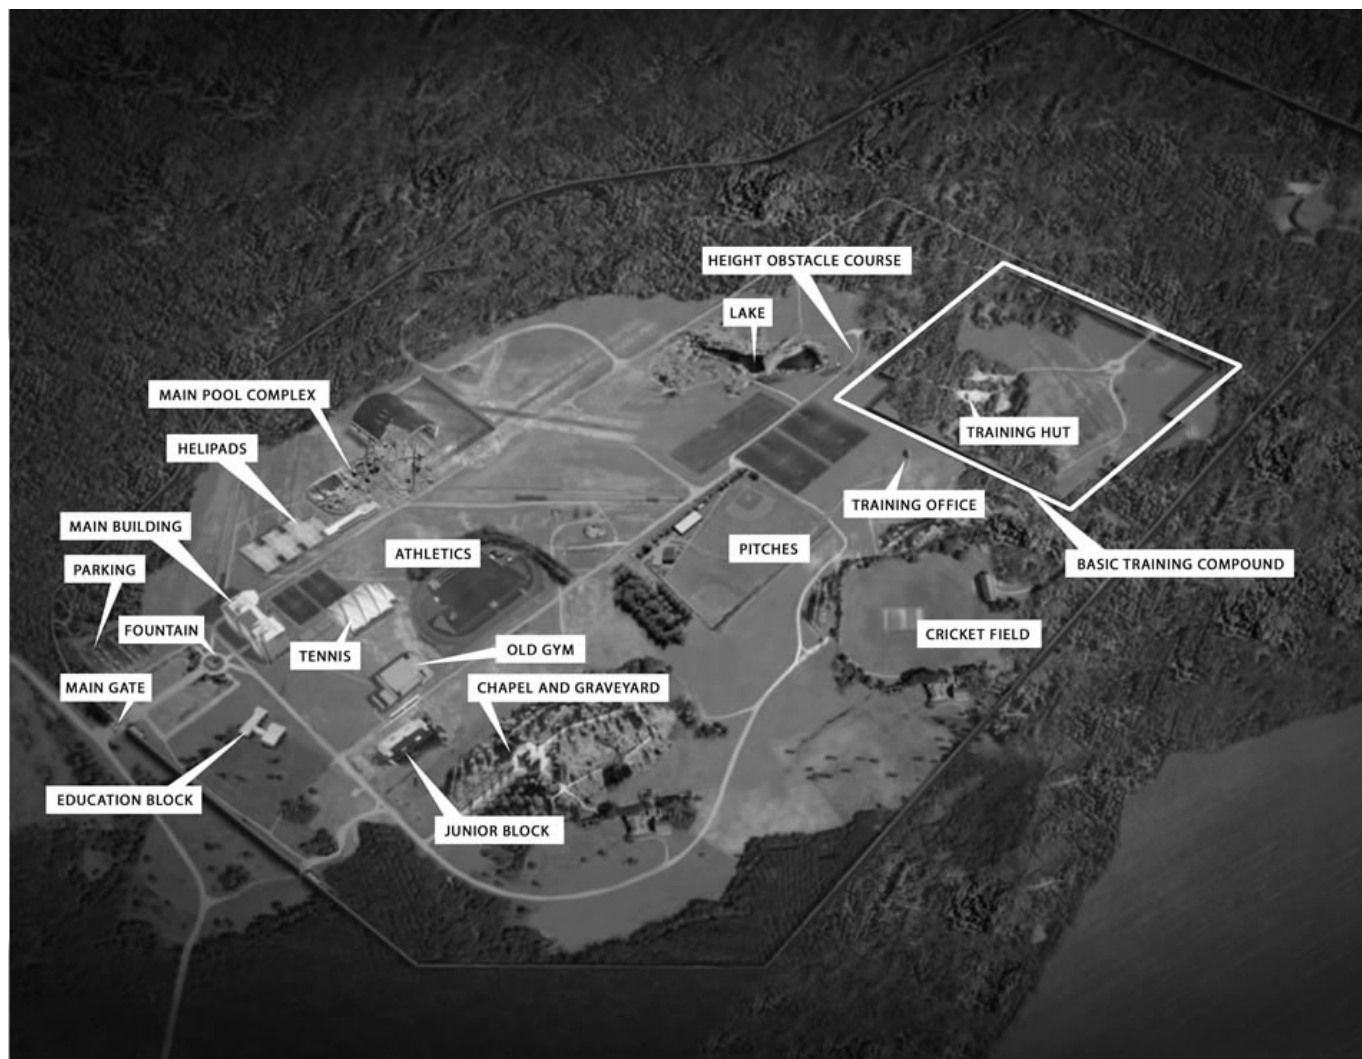 HEIGHT OBSTACLE COURSE
LAKE
MAIN POOL COMPLEX
TRAINING HUT
HELIPADS
TRAINING OFFICE
MAIN BUILDING
PITCHES
ATHLETICS
BASIC TRAINING COMPOUND
PARKING
FOUNTAIN
CRICKET FIELD
OLD GYM
TENNIS
MAIN GATE
CHAPEL AND GRAVEYARD
EDUCATION BLOCK
JUNIOR BLOCK